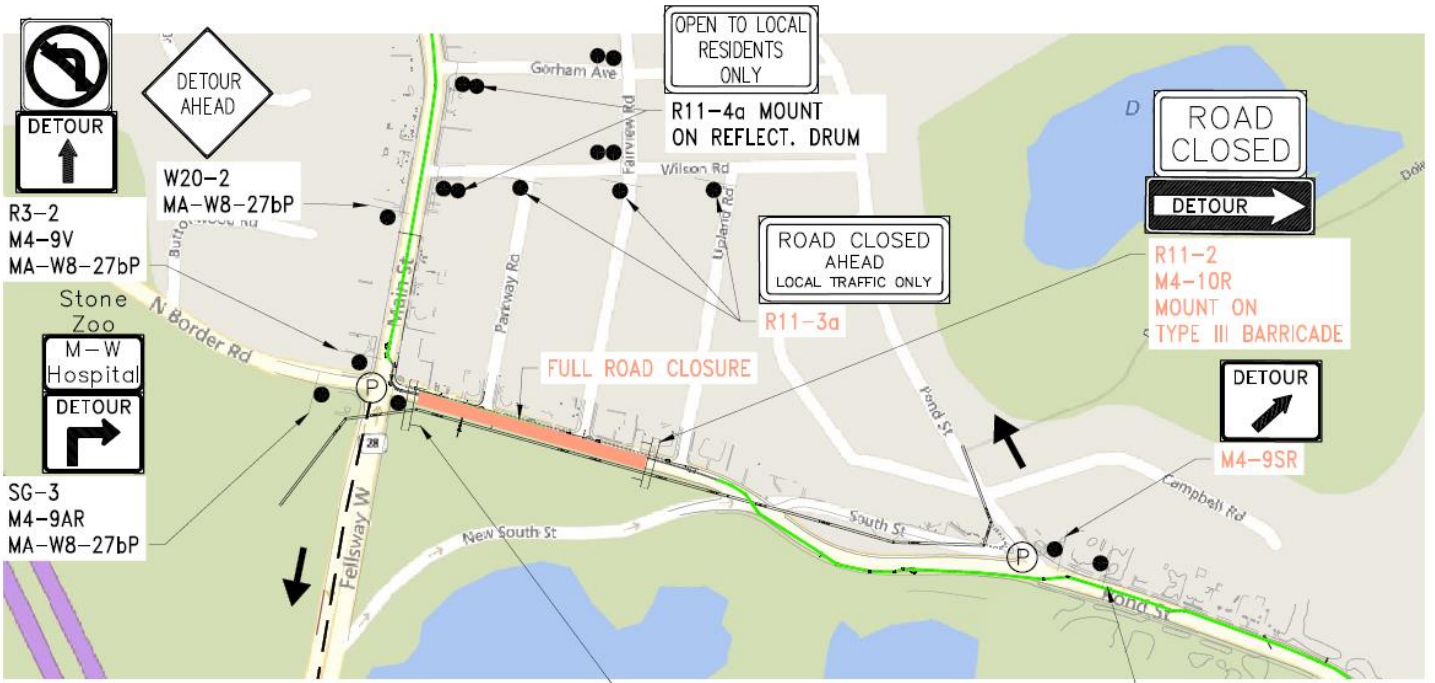 DETOUR
R3-2
M4-9V
MA-W8-27bP
DETOUR
AHEAD
W20-2
MA-W8-27bP
OPEN TO LOCAL
RESIDENTS
ONLY
R11-4a MOUNT
ON REFLECT. DRUM
Gorham Ave
Fairview Rd
Wilson Rd
Upland Rd
Parkway Rd
Main St
ROAD CLOSED
AHEAD
LOCAL TRAFFIC ONLY
R11-3a
D
ROAD
CLOSED
DETOUR
R11-2
M4-10R
MOUNT ON
TYPE III BARRICADE
DETOUR
M4-9SR
Stone
Zoo
N Border Rd
M-W
Hospital
DETOUR
SG-3
M4-9AR
MA-W8-27bP
P
28
FULL ROAD CLOSURE
Fellsway W
New South St
South St
Pond St
Campbell Rd
P
Pond St